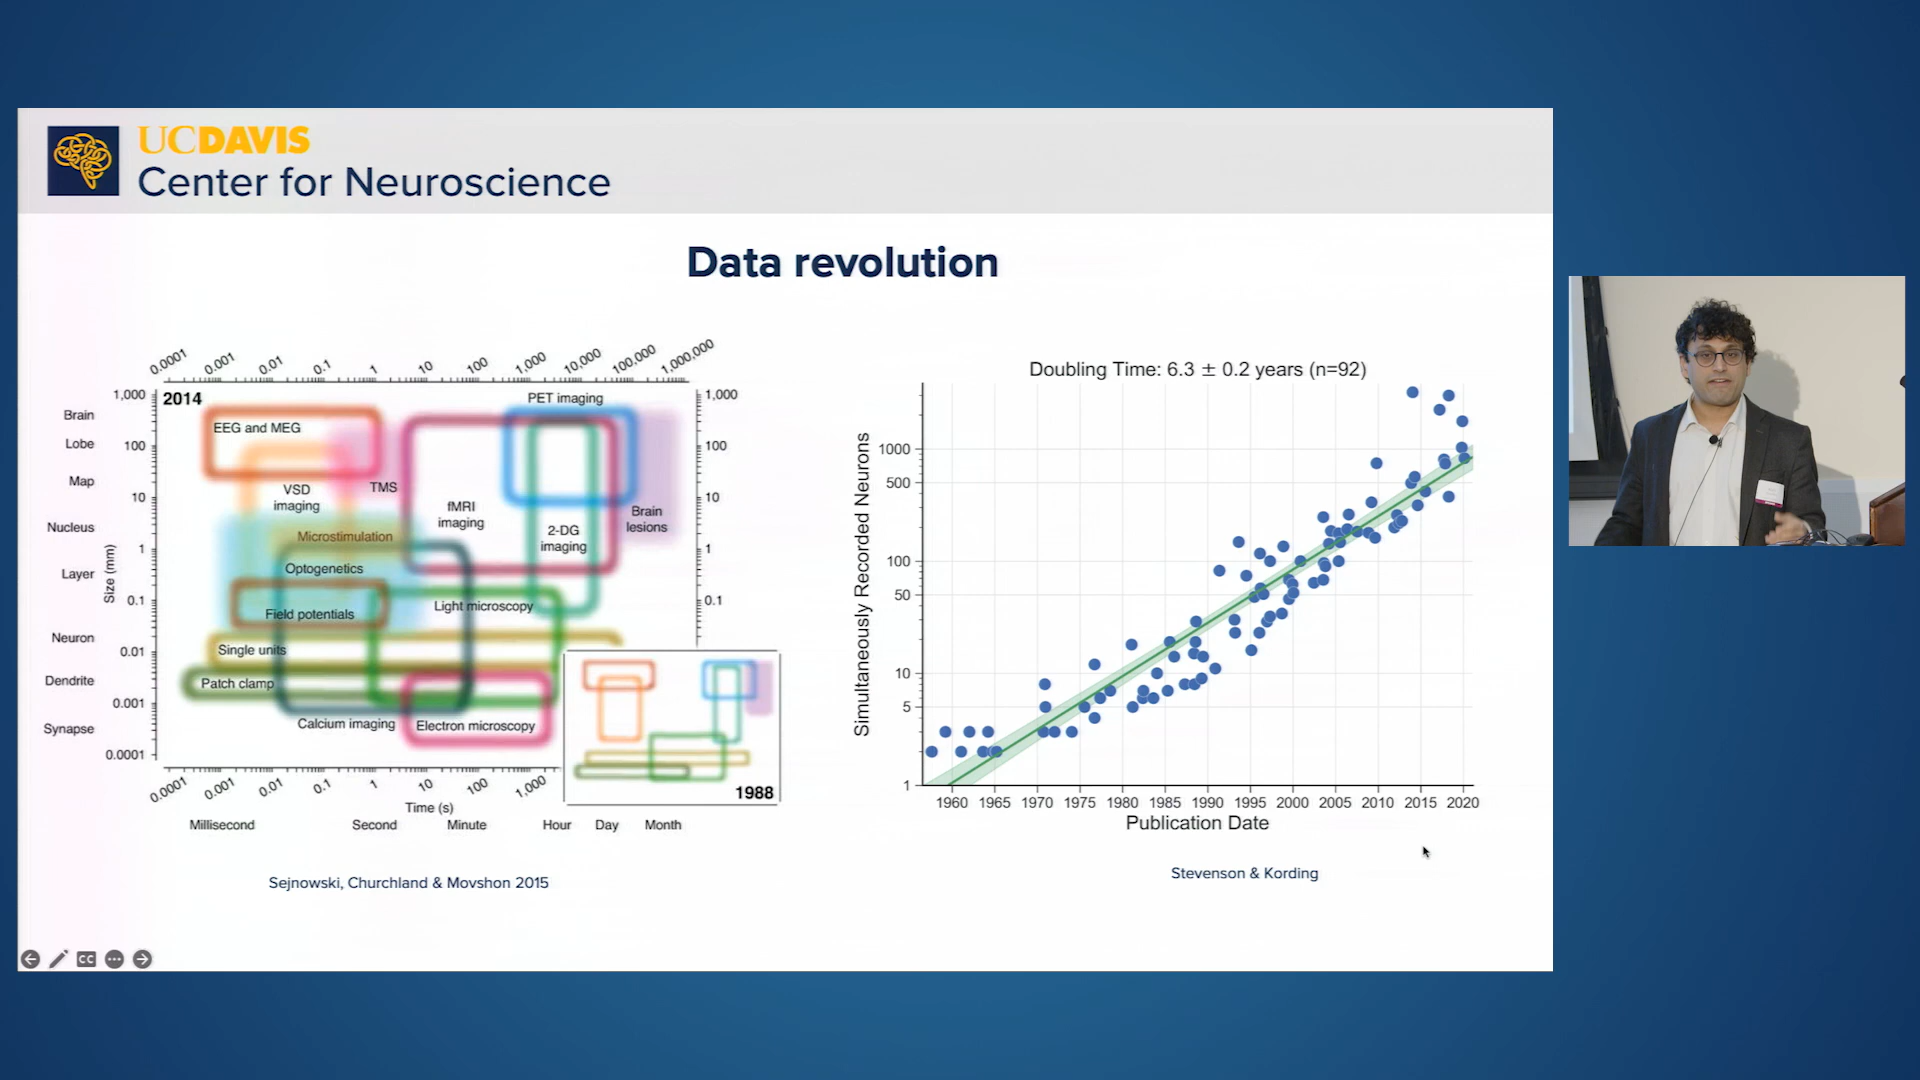 UCDAVIS
Center for Neuroscience
Data revolution
0.0001 0.001 0.01 0.1 1 10 100 1,000 10,000 100,000 1,000,000
2014
1,000
100
10
1
0.1
0.01
0.001
0.0001
Brain
Lobe
Map
Nucleus
Layer
Neuron
Dendrite
Synapse
Size (mm)
1,000
100
10
1
0.1
PET imaging
EEG and MEG
VSD
imaging
TMS
fMRI
imaging
2-DG
imaging
Brain
lesions
Microstimulation
Optogenetics
Field potentials
Light microscopy
Single units
Patch clamp
Calcium imaging
Electron microscopy
1988
0.0001 0.001 0.01 0.1 1 10 100 1,000
Time (s)
Millisecond Second Minute Hour Day Month
Sejnowski, Churchland & Movshon 2015
Doubling Time: 6.3 ± 0.2 years (n=92)
Simultaneously Recorded Neurons
1000
500
100
50
10
5
1
1960 1965 1970 1975 1980 1985 1990 1995 2000 2005 2010 2015 2020
Publication Date
Stevenson & Kording
CC